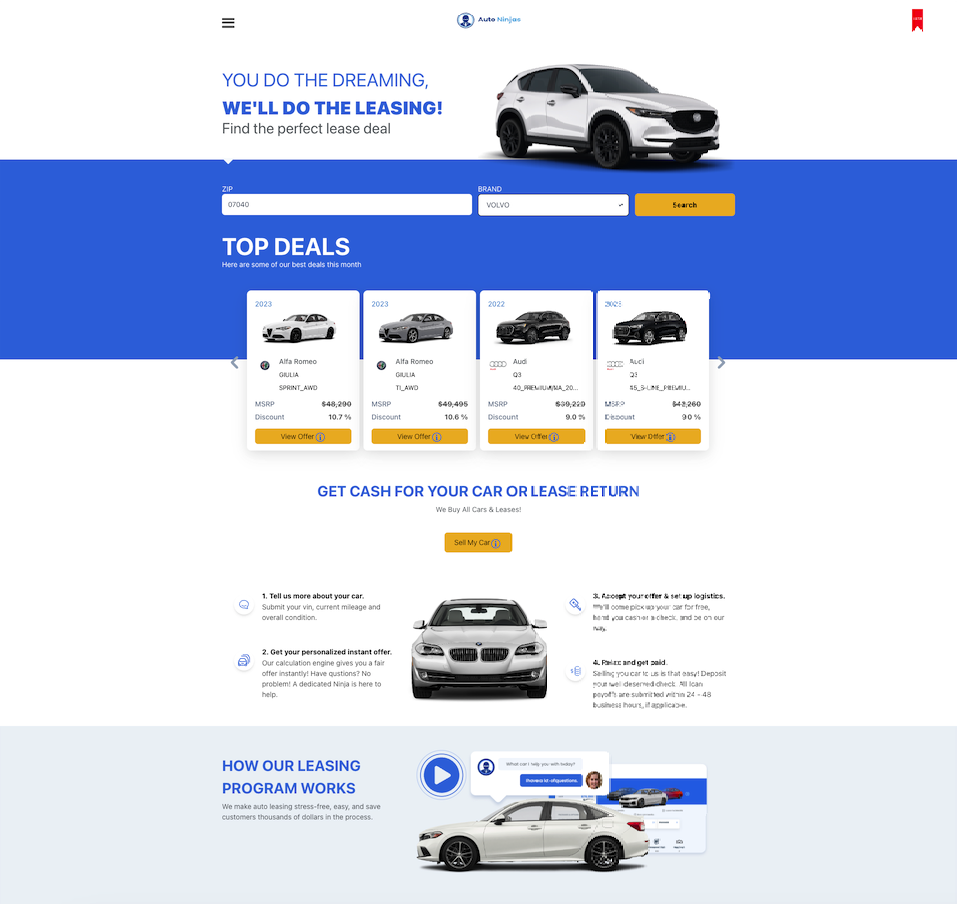 Auto Ninjas
YOU DO THE DREAMING,
WE'LL DO THE LEASING!
Find the perfect lease deal
ZIP
BRAND
07040
VOLVO
Search
TOP DEALS
Here are some of our best deals this month
2023
Alfa Romeo
GIULIA
SPRINT_AWD
MSRP $48,290
Discount 10.7 %
View Offer
2023
Alfa Romeo
GIULIA
TI_AWD
MSRP $49,495
Discount 10.6 %
View Offer
2022
Audi
Q3
MSRP $39,220
Discount 9.0 %
View Offer
2023
Audi
Q3
MSRP $42,260
Discount 9.0 %
View Offer
GET CASH FOR YOUR CAR OR LEASE RETURN
We Buy All Cars & Leases!
Sell My Car
1. Tell us more about your car.
Submit your vin, current mileage and
overall condition.
2. Get your personalized instant offer.
Our calculation engine gives you a fair
offer instantly! Have qustions? No
problem! A dedicated Ninja is here to
help.
3. Accept your offer & set up logistics.
We'll come pick up your car for free,
hand you cash or a check, and be on our
way.
4. Relax and get paid.
Selling your car to us is that easy! Deposit
your well-deserved check. All loan
payoffs are submitted within 24 - 48
business hours, if applicable.
HOW OUR LEASING
PROGRAM WORKS
We make auto leasing stress-free, easy, and save
customers thousands of dollars in the process.
What can I help you with today?
I have a lot of questions.